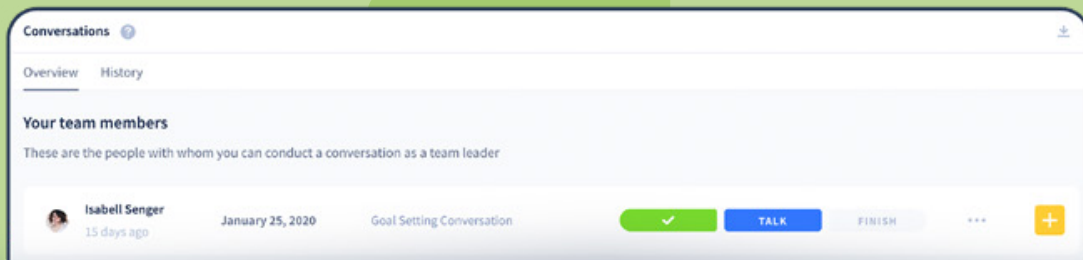 Conversations ?
Overview History
Your team members
These are the people with whom you can conduct a conversation as a team leader
Isabell Senger
15 days ago
January 25, 2020
Goal Setting Conversation
TALK
FINISH